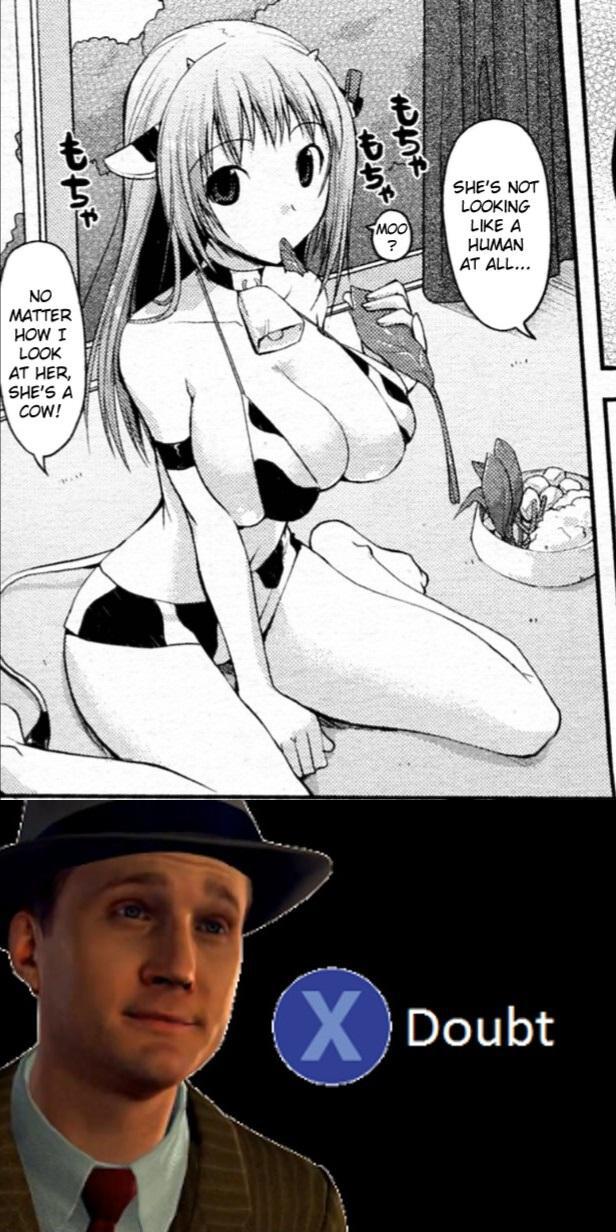 もちゃ
もちゃ
もちゃ
SHE'S NOT
LOOKING
LIKE A
HUMAN
AT ALL...
MOO
?
NO
MATTER
HOW I
LOOK
AT HER,
SHE'S A
COW!
X Doubt